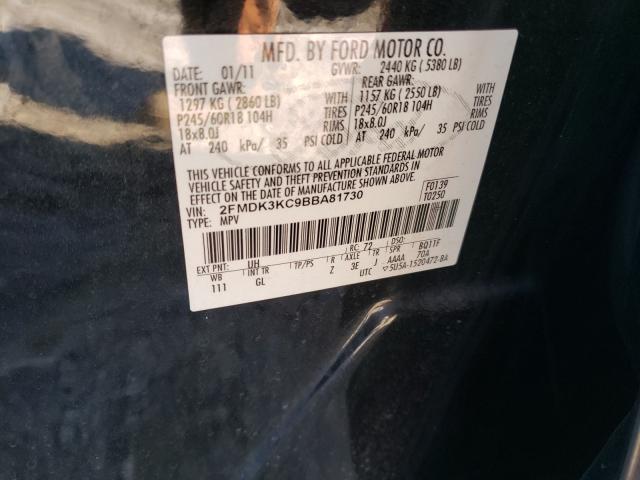 MFD. BY FORD MOTOR CO.
DATE: 01/11 GVWR: 2440 KG ( 5380 LB)
FRONT GAWR: REAR GAWR:
1297 KG ( 2860 LB) WITH 1157 KG ( 2550 LB) WITH
P245/60R18 104H TIRES P245/60R18 104H TIRES
18x8.0J RIMS 18x8.0J RIMS
AT 240 kPa/ 35 PSI COLD AT 240 kPa/ 35 PSI COLD
THIS VEHICLE CONFORMS TO ALL APPLICABLE FEDERAL MOTOR
VEHICLE SAFETY AND THEFT PREVENTION STANDARDS IN
EFFECT ON THE DATE OF MANUFACTURE SHOWN ABOVE.
VIN: 2FMDK3KC9BBA81730 F0139
TYPE: MPV T0250
EXT PNT: UH RC: 72 DSO:
WB INT TR TP/PS R AXLE TR SPR BQ11F
111 GL Z 3E J AAAA 70A
UTC ▽5U5A-1520472-BA